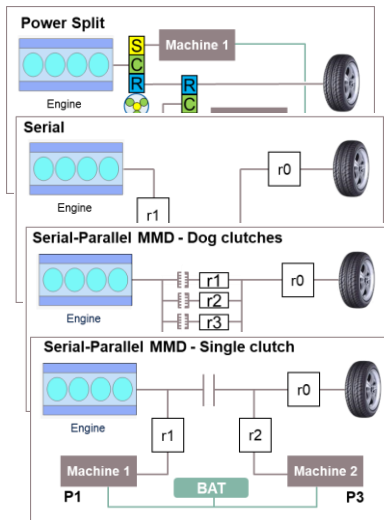 Power Split
S
Machine 1
C
R
R
C
Engine
Serial
r0
Engine
r1
Serial-Parallel MMD - Dog clutches
r1
r0
r2
r3
Engine
Serial-Parallel MMD - Single clutch
r0
Engine
r1
r2
Machine 1
Machine 2
P1
BAT
P3